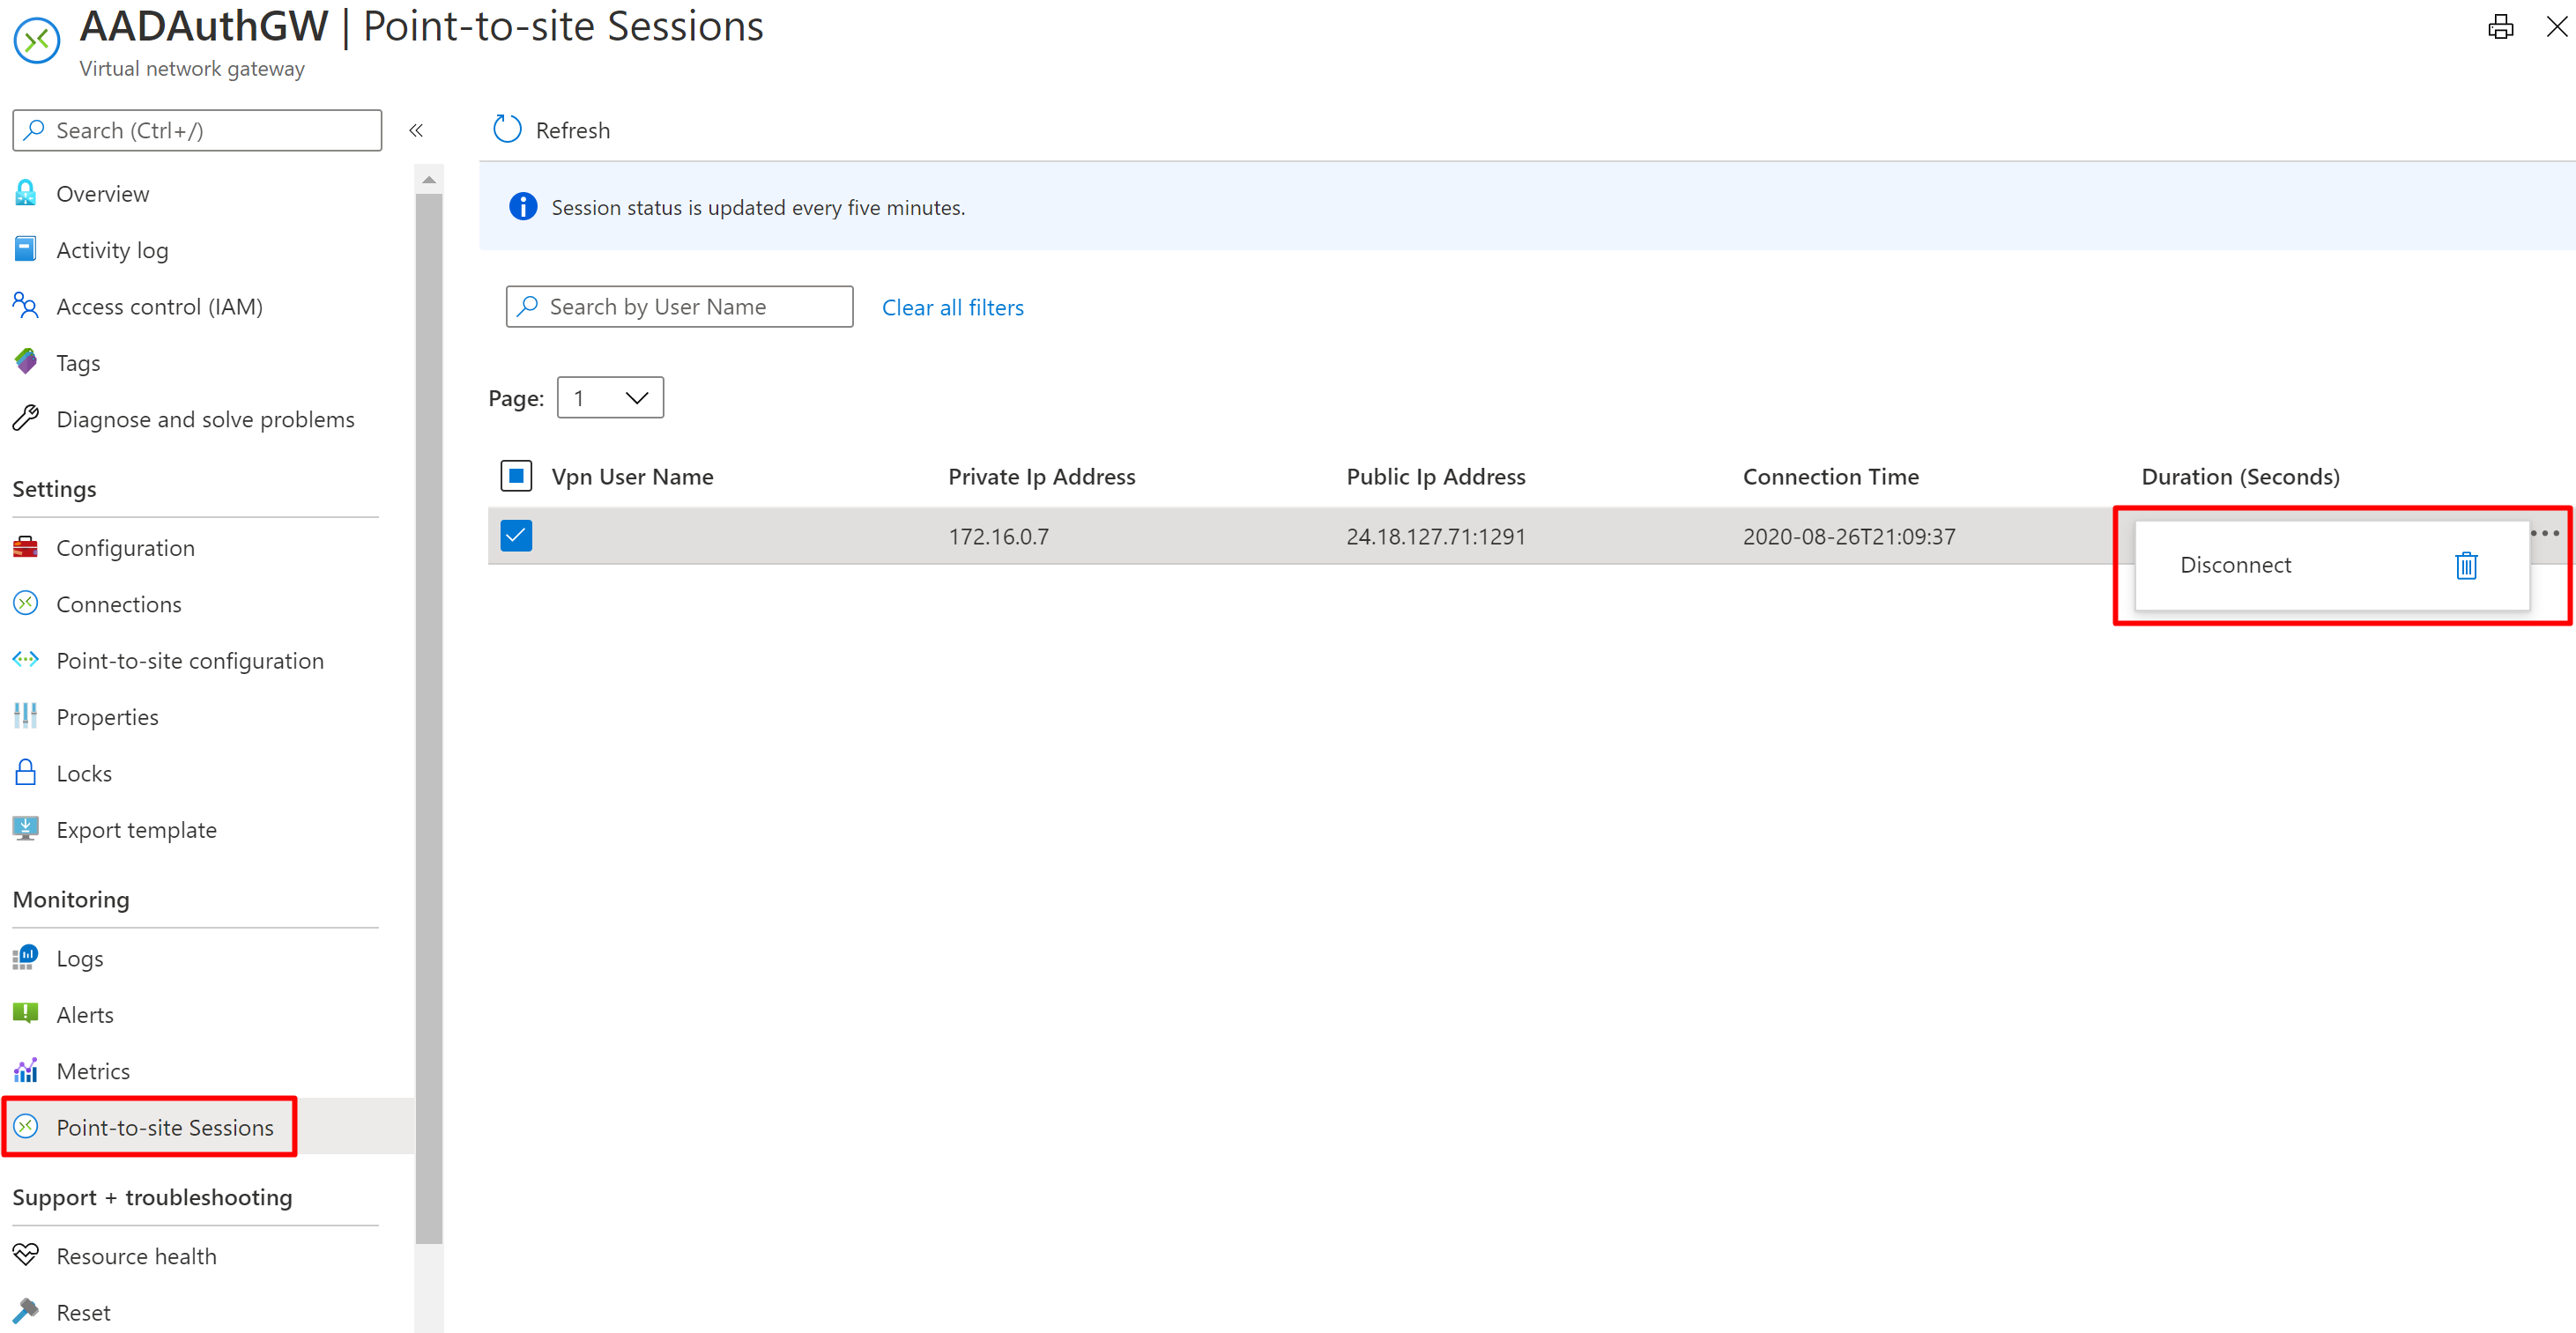 AADAuthGW | Point-to-site Sessions
Virtual network gateway
Search (Ctrl+/)
«
Refresh
Overview
Activity log
Access control (IAM)
Tags
Diagnose and solve problems
Settings
Configuration
Connections
Point-to-site configuration
Properties
Locks
Export template
Monitoring
Logs
Alerts
Metrics
Point-to-site Sessions
Support + troubleshooting
Resource health
Reset
Session status is updated every five minutes.
Search by User Name Clear all filters
Page: 1
Vpn User Name Private Ip Address Public Ip Address Connection Time Duration (Seconds)
172.16.0.7 24.18.127.71:1291 2020-08-26T21:09:37
Disconnect